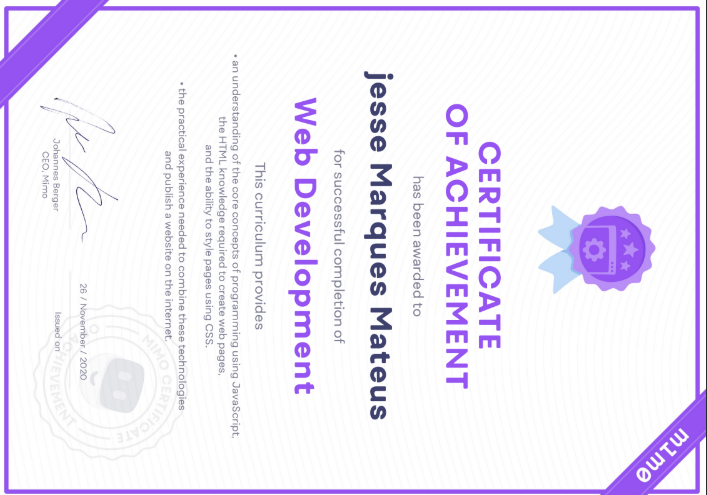 CERTIFICATE
OF ACHIEVEMENT
has been awarded to
jesse Marques Mateus
for successful completion of
Web Development
This curriculum provides
• an understanding of the core concepts of programming using JavaScript,
the HTML knowledge required to create web pages,
and the ability to style pages using CSS.
• the practical experience needed to combine these technologies
and publish a website on the internet.
Johannes Berger
CEO, Mimo
26 / November / 2020
Issued on
MIMO CERTIFICATE
OF ACHIEVEMENT
mimo